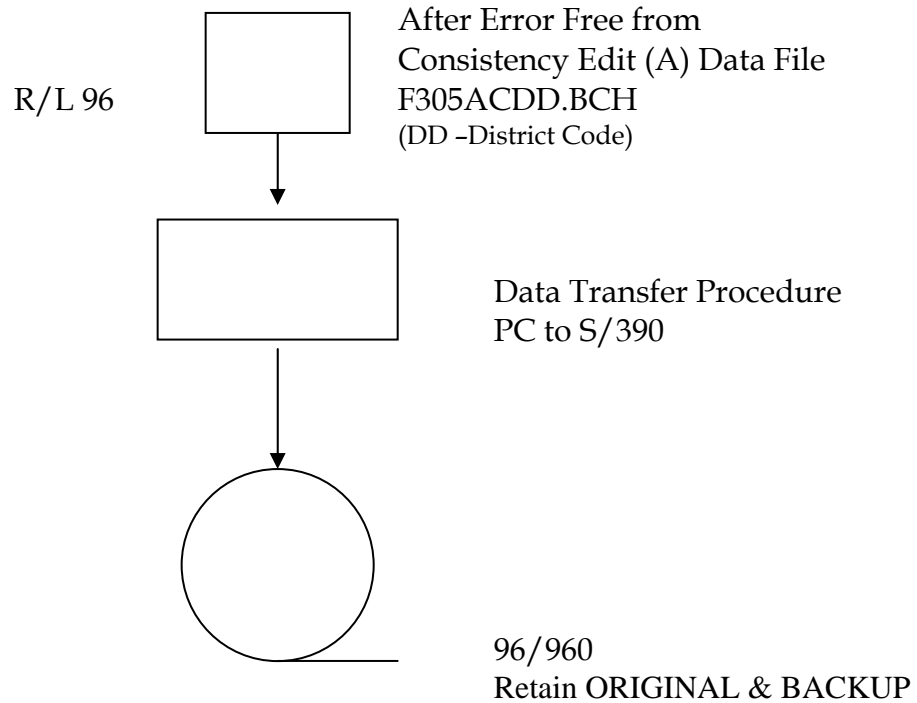 After Error Free from
Consistency Edit (A) Data File
R/L 96
F305ACDD.BCH
(DD –District Code)
Data Transfer Procedure
PC to S/390
96/960
Retain ORIGINAL & BACKUP